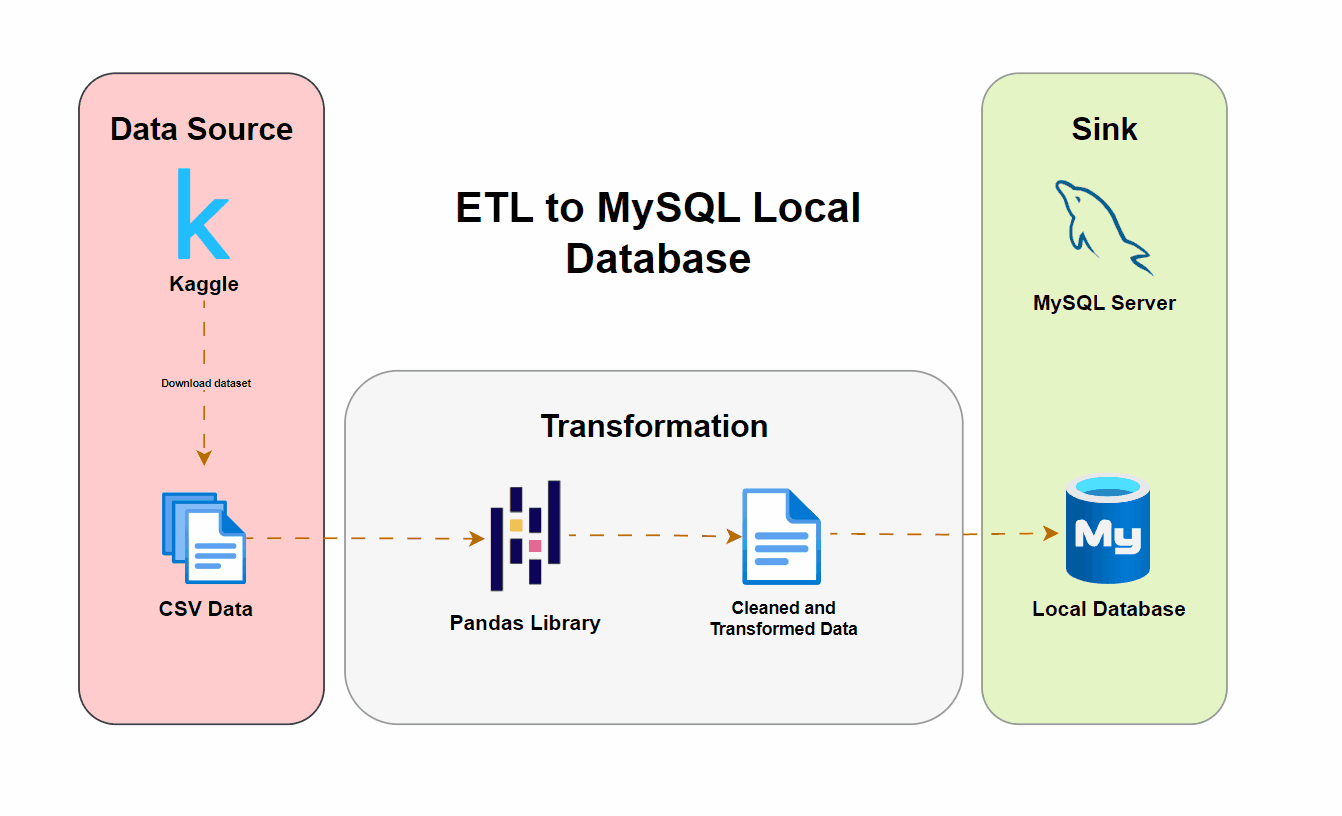 Data Source
Kaggle
Download dataset
CSV Data
ETL to MySQL Local
Database
Transformation
Pandas Library
Cleaned and
Transformed Data
Sink
MySQL Server
My
Local Database